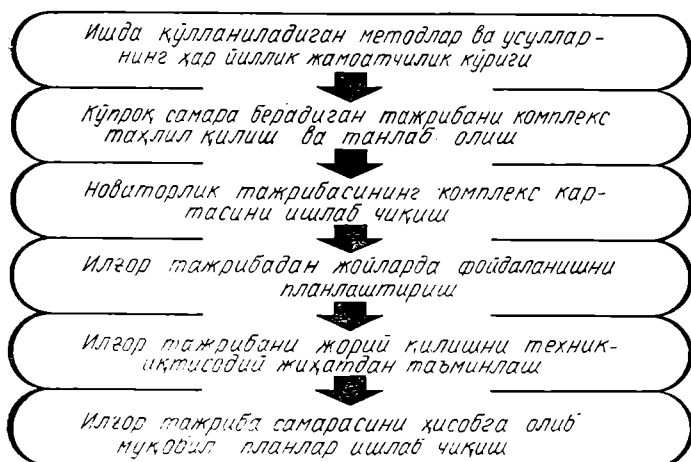 Ишда қўлланиладиган методлар ва усуллар-
нинг ҳар йиллик жамоатчилик кўриги
Кўпроқ самара берадиган тажрибани комплекс
таҳлил қилиш ва танлаб олиш
Новаторлик тажрибасининг комплекс кар-
тасини ишлаб чиқиш
Илғор тажрибадан жойларда фойдаланишни
планлаштириш
Илғор тажрибани жорий қилишни техник-
иқтисодий жиҳатдан таъминлаш
Илғор тажриба самарасини ҳисобга олиб
муқобил планлар ишлаб чиқиш